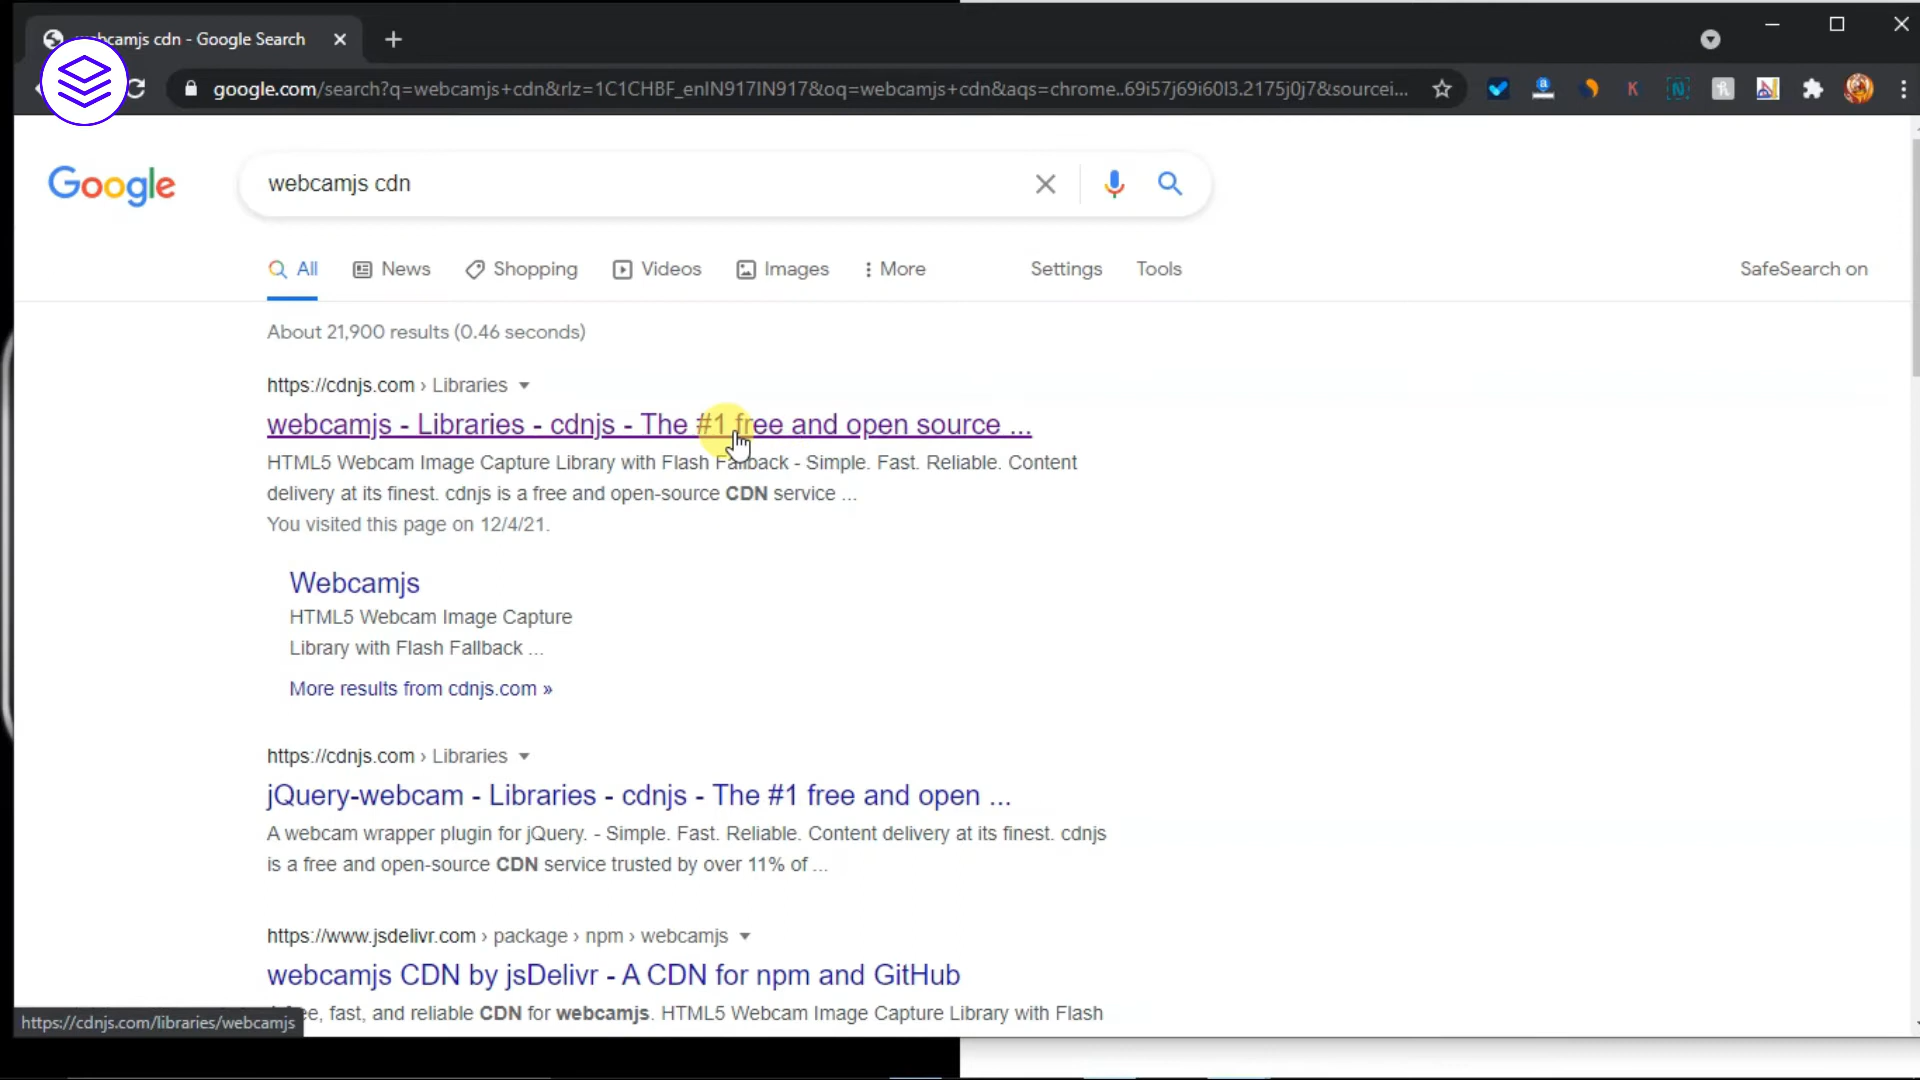 webcamjs cdn - Google Search
google.com/search?q=webcamjs+cdn&rlz=1C1CHBF_enIN917IN917&oq=webcamjs+cdn&aqs=chrome..69i57j69i60l3.2175j0j7&sourcei...
Google
webcamjs cdn
All News Shopping Videos Images More Settings Tools SafeSearch on
About 21,900 results (0.46 seconds)
https://cdnjs.com › Libraries
webcamjs - Libraries - cdnjs - The #1 free and open source ...
HTML5 Webcam Image Capture Library with Flash Fallback - Simple. Fast. Reliable. Content
delivery at its finest. cdnjs is a free and open-source CDN service ...
You visited this page on 12/4/21.
Webcamjs
HTML5 Webcam Image Capture
Library with Flash Fallback ...
More results from cdnjs.com »
https://cdnjs.com › Libraries
jQuery-webcam - Libraries - cdnjs - The #1 free and open ...
A webcam wrapper plugin for jQuery. - Simple. Fast. Reliable. Content delivery at its finest. cdnjs
is a free and open-source CDN service trusted by over 11% of ...
https://www.jsdelivr.com › package › npm › webcamjs
webcamjs CDN by jsDelivr - A CDN for npm and GitHub
fast, and reliable CDN for webcamjs. HTML5 Webcam Image Capture Library with Flash
https://cdnjs.com/libraries/webcamjs